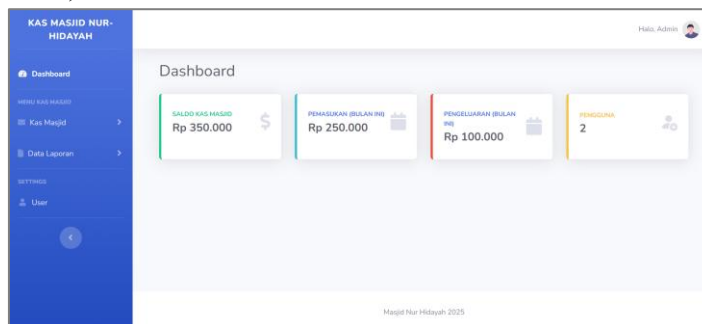 KAS MASJID NUR-
HIDAYAH
Halo, Admin
Dashboard
MENU KAS MASJID
Kas Masjid
Data Laporan
SETTINGS
User
Dashboard
SALDO KAS MASJID
Rp 350.000
PEMASUKAN (BULAN INI)
Rp 250.000
PENGELUARAN (BULAN
INI)
Rp 100.000
PENGGUNA
2
Masjid Nur Hidayah 2025